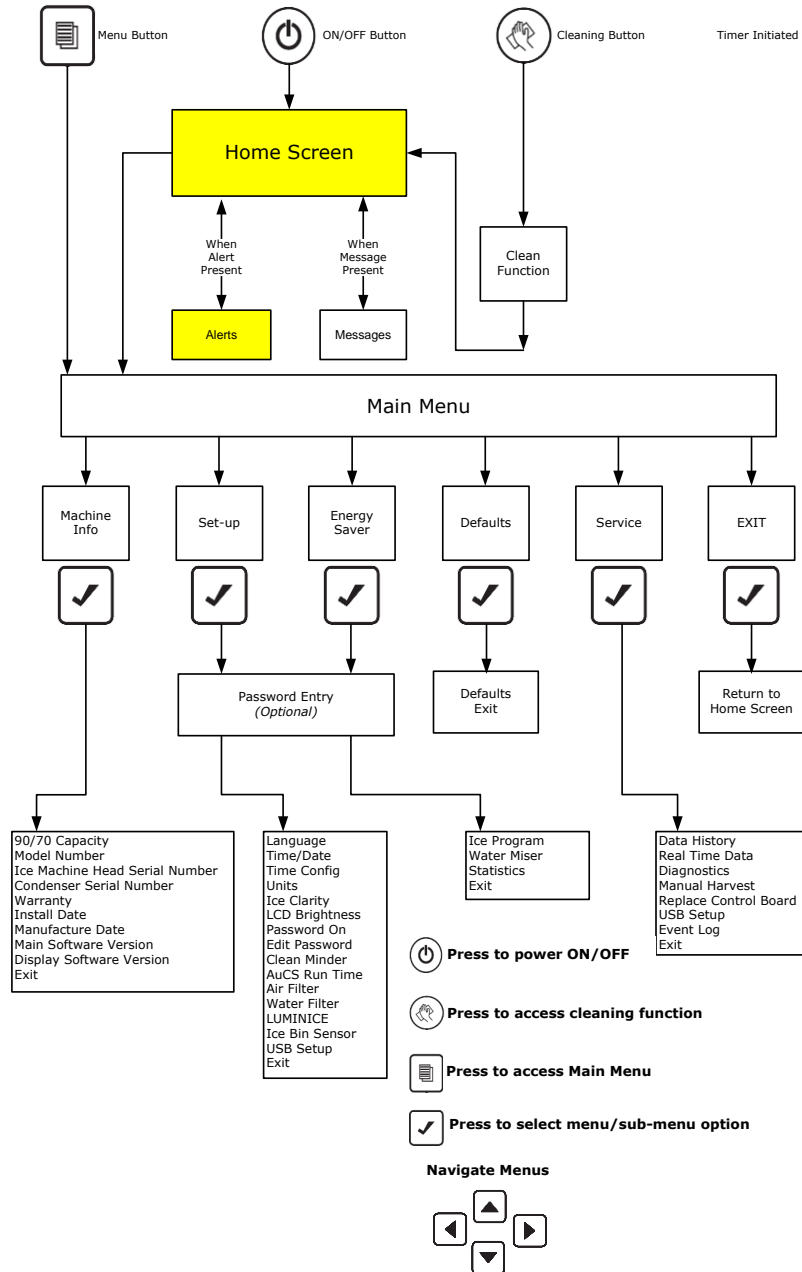 Menu Button
ON/OFF Button
Cleaning Button
Timer Initiated
Home Screen
When
Alert
Present
When
Message
Present
Clean
Function
Alerts
Messages
Main Menu
Machine
Info
Set-up
Energy
Saver
Defaults
Service
EXIT
Password Entry
(Optional)
Defaults
Exit
Return to
Home Screen
90/70 Capacity
Model Number
Ice Machine Head Serial Number
Condenser Serial Number
Warranty
Install Date
Manufacture Date
Main Software Version
Display Software Version
Exit
Language
Time/Date
Time Config
Units
Ice Clarity
LCD Brightness
Password On
Edit Password
Clean Minder
AuCS Run Time
Air Filter
Water Filter
LUMINICE
Ice Bin Sensor
USB Setup
Exit
Ice Program
Water Miser
Statistics
Exit
Data History
Real Time Data
Diagnostics
Manual Harvest
Replace Control Board
USB Setup
Event Log
Exit
Press to power ON/OFF
Press to access cleaning function
Press to access Main Menu
Press to select menu/sub-menu option
Navigate Menus